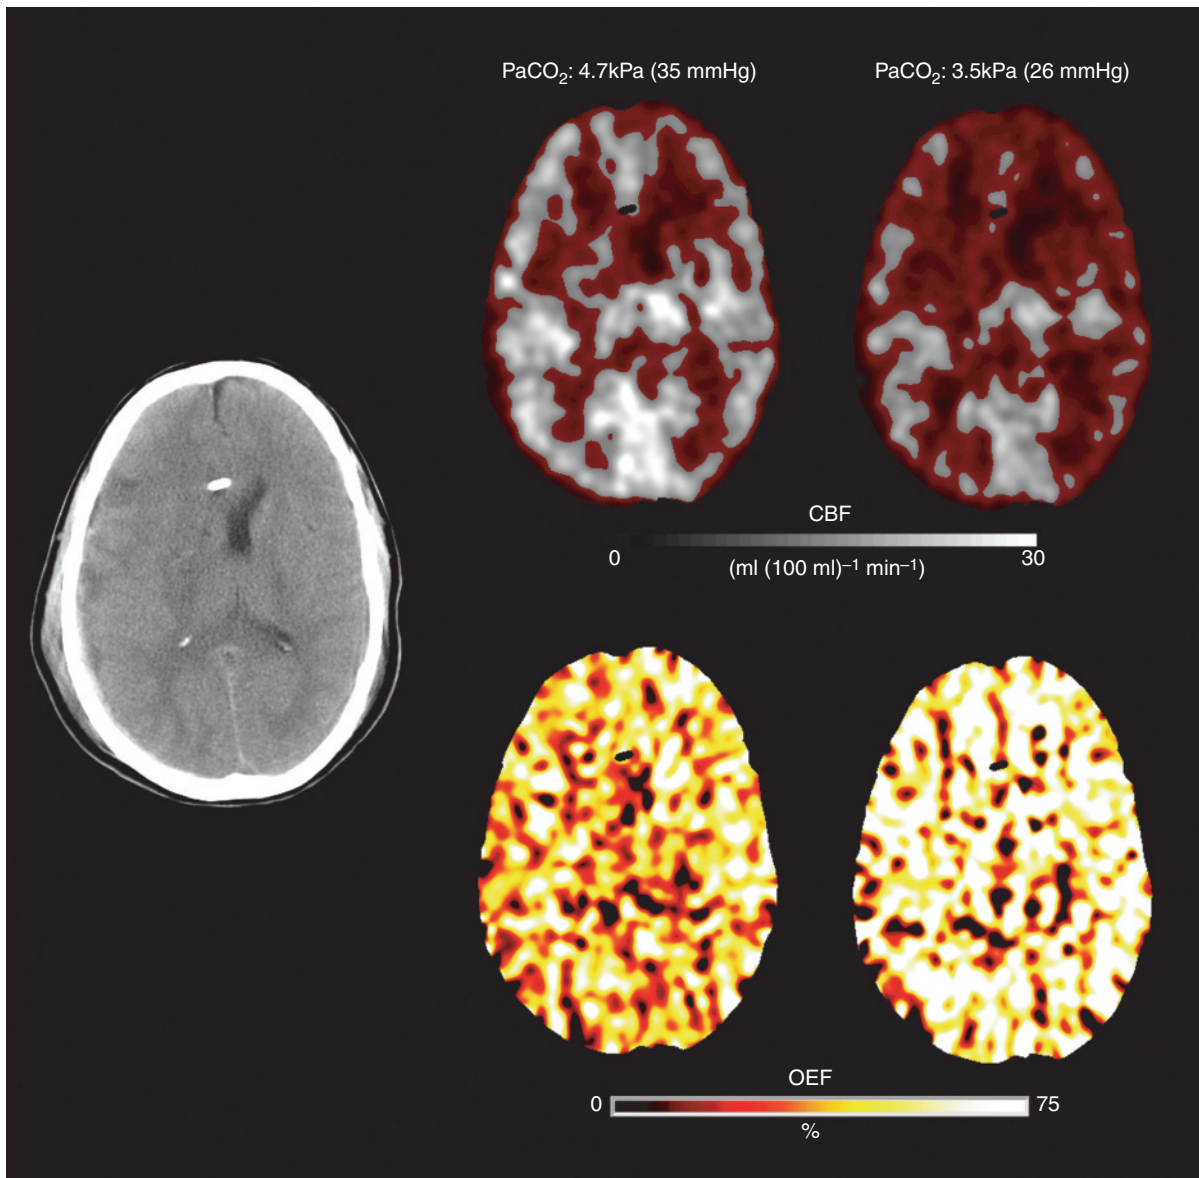 PaCO₂: 4.7kPa (35 mmHg)
PaCO₂: 3.5kPa (26 mmHg)
CBF
0
30
(ml (100 ml)⁻¹ min⁻¹)
OEF
0
75
%